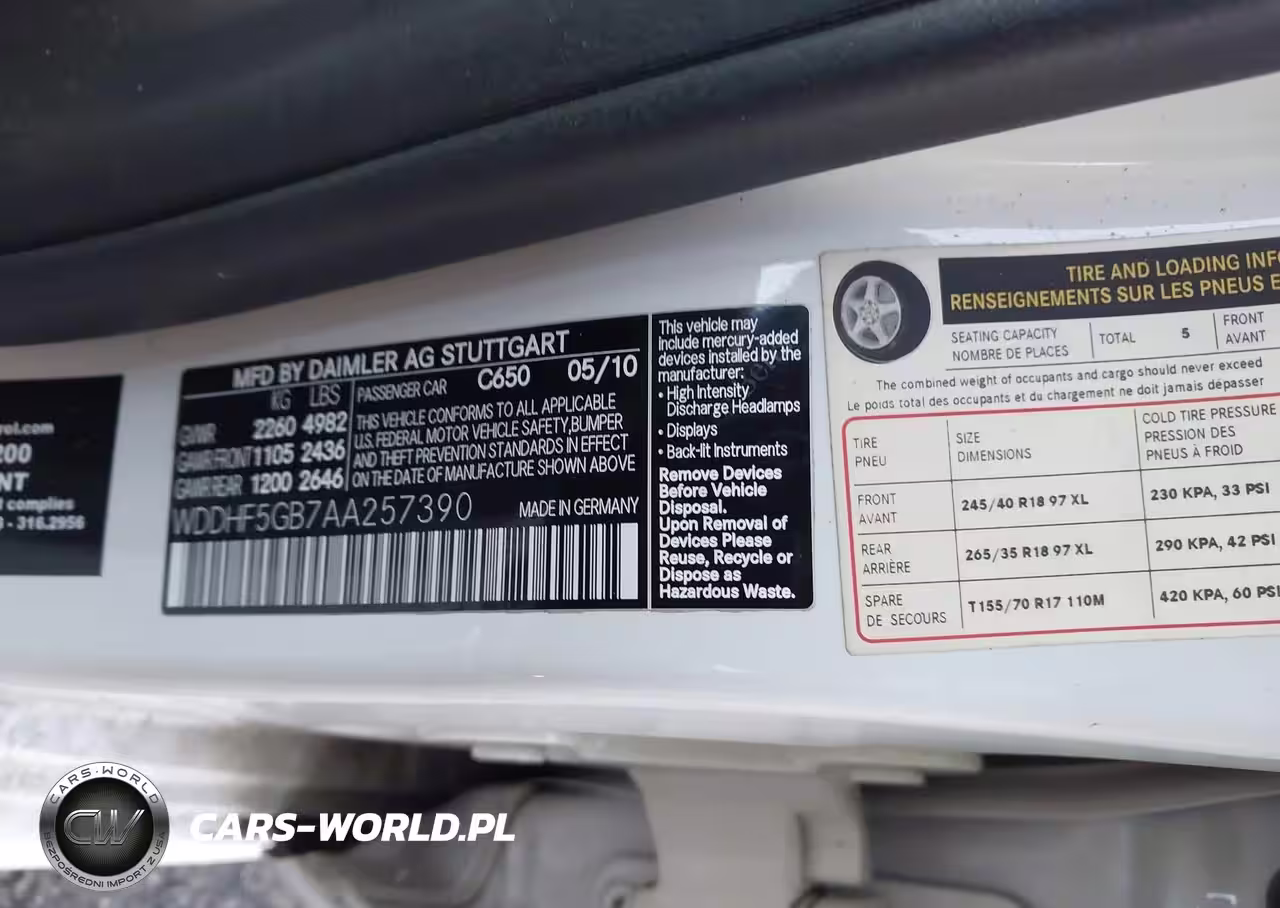 rol.com
200
NT
t complies
- 316.2956
MFD BY DAIMLER AG STUTTGART
KG LBS PASSENGER CAR C650 05/10
GVWR 2260 4982
GAWR FRONT 1105 2436
GAWR REAR 1200 2646
THIS VEHICLE CONFORMS TO ALL APPLICABLE
U.S. FEDERAL MOTOR VEHICLE SAFETY,BUMPER
AND THEFT PREVENTION STANDARDS IN EFFECT
ON THE DATE OF MANUFACTURE SHOWN ABOVE
WDDHF5GB7AA257390 MADE IN GERMANY
This vehicle may
include mercury-added
devices installed by the
manufacturer:
• High Intensity
Discharge Headlamps
• Displays
• Back-lit Instruments
Remove Devices
Before Vehicle
Disposal.
Upon Removal of
Devices Please
Reuse, Recycle or
Dispose as
Hazardous Waste.
TIRE AND LOADING INFO
RENSEIGNEMENTS SUR LES PNEUS E
SEATING CAPACITY
NOMBRE DE PLACES
TOTAL 5
FRONT
AVANT
The combined weight of occupants and cargo should never exceed
Le poids total des occupants et du chargement ne doit jamais dépasser
TIRE
PNEU
SIZE
DIMENSIONS
COLD TIRE PRESSURE
PRESSION DES
PNEUS À FROID
FRONT
AVANT
245/40 R18 97 XL
230 KPA, 33 PSI
REAR
ARRIÈRE
265/35 R18 97 XL
290 KPA, 42 PSI
SPARE
DE SECOURS
T155/70 R17 110M
420 KPA, 60 PSI
CARS-WORLD
CW
BEZPOŚREDNI IMPORT Z USA
CARS-WORLD.PL